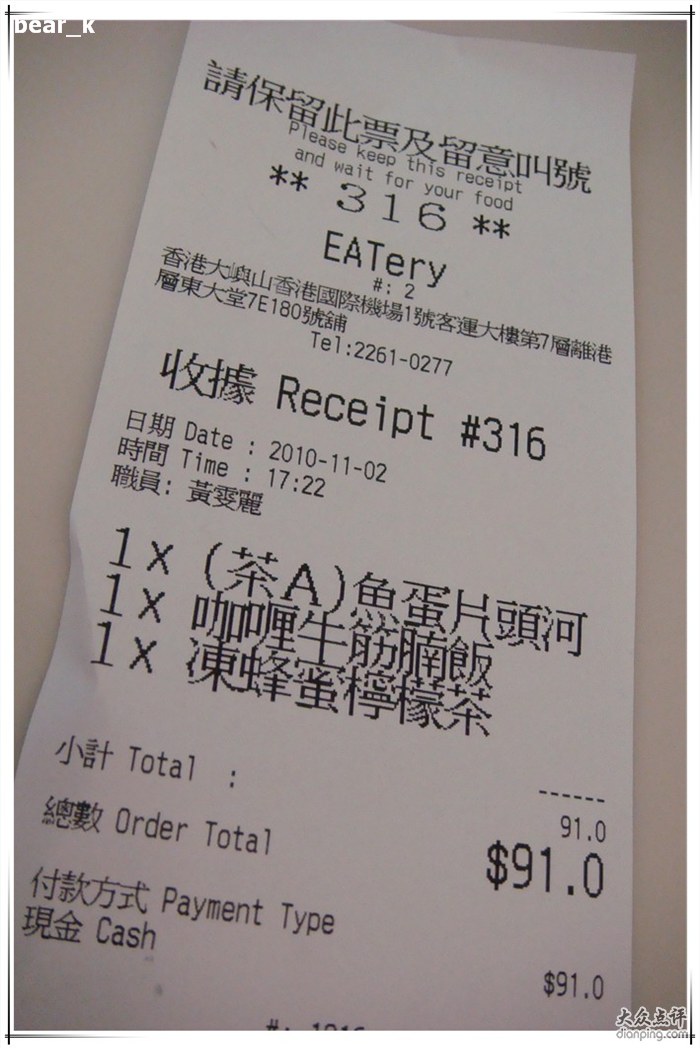 bear_k
請保留此票及留意叫號
Please keep this receipt
and wait for your food
** 316 **
EATery
#: 2
香港大嶼山香港國際機場1號客運大樓第7層離港
層東大堂7E180號舖
Tel:2261-0277
收據 Receipt #316
日期 Date : 2010-11-02
時間 Time : 17:22
職員: 黃雯麗
1x (茶A)魚蛋片頭河
1x 咖喱牛筋腩飯
1x 凍蜂蜜檸檬茶
------
小計 Total : 91.0
總數 Order Total $91.0
付款方式 Payment Type
現金 Cash $91.0
大众点评
dianping.com